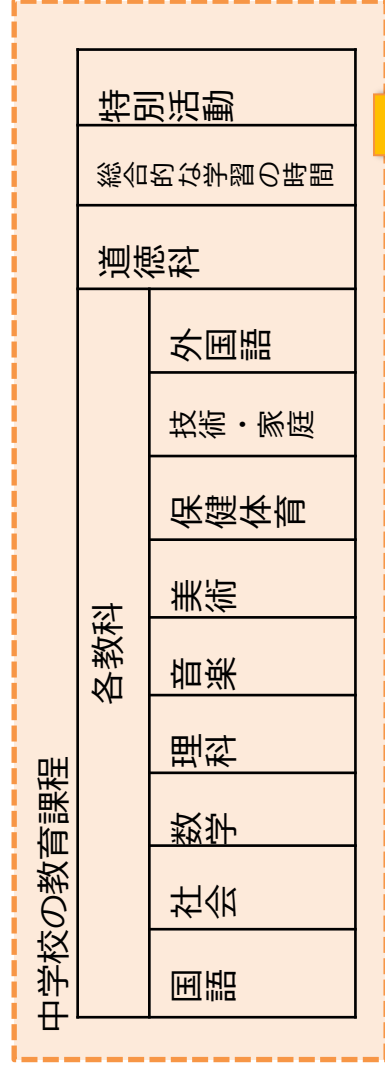 中学校の教育課程
各教科
国語
社会
数学
理科
音楽
美術
保健体育
技術・家庭
外国語
道徳科
総合的な学習の時間
特別活動